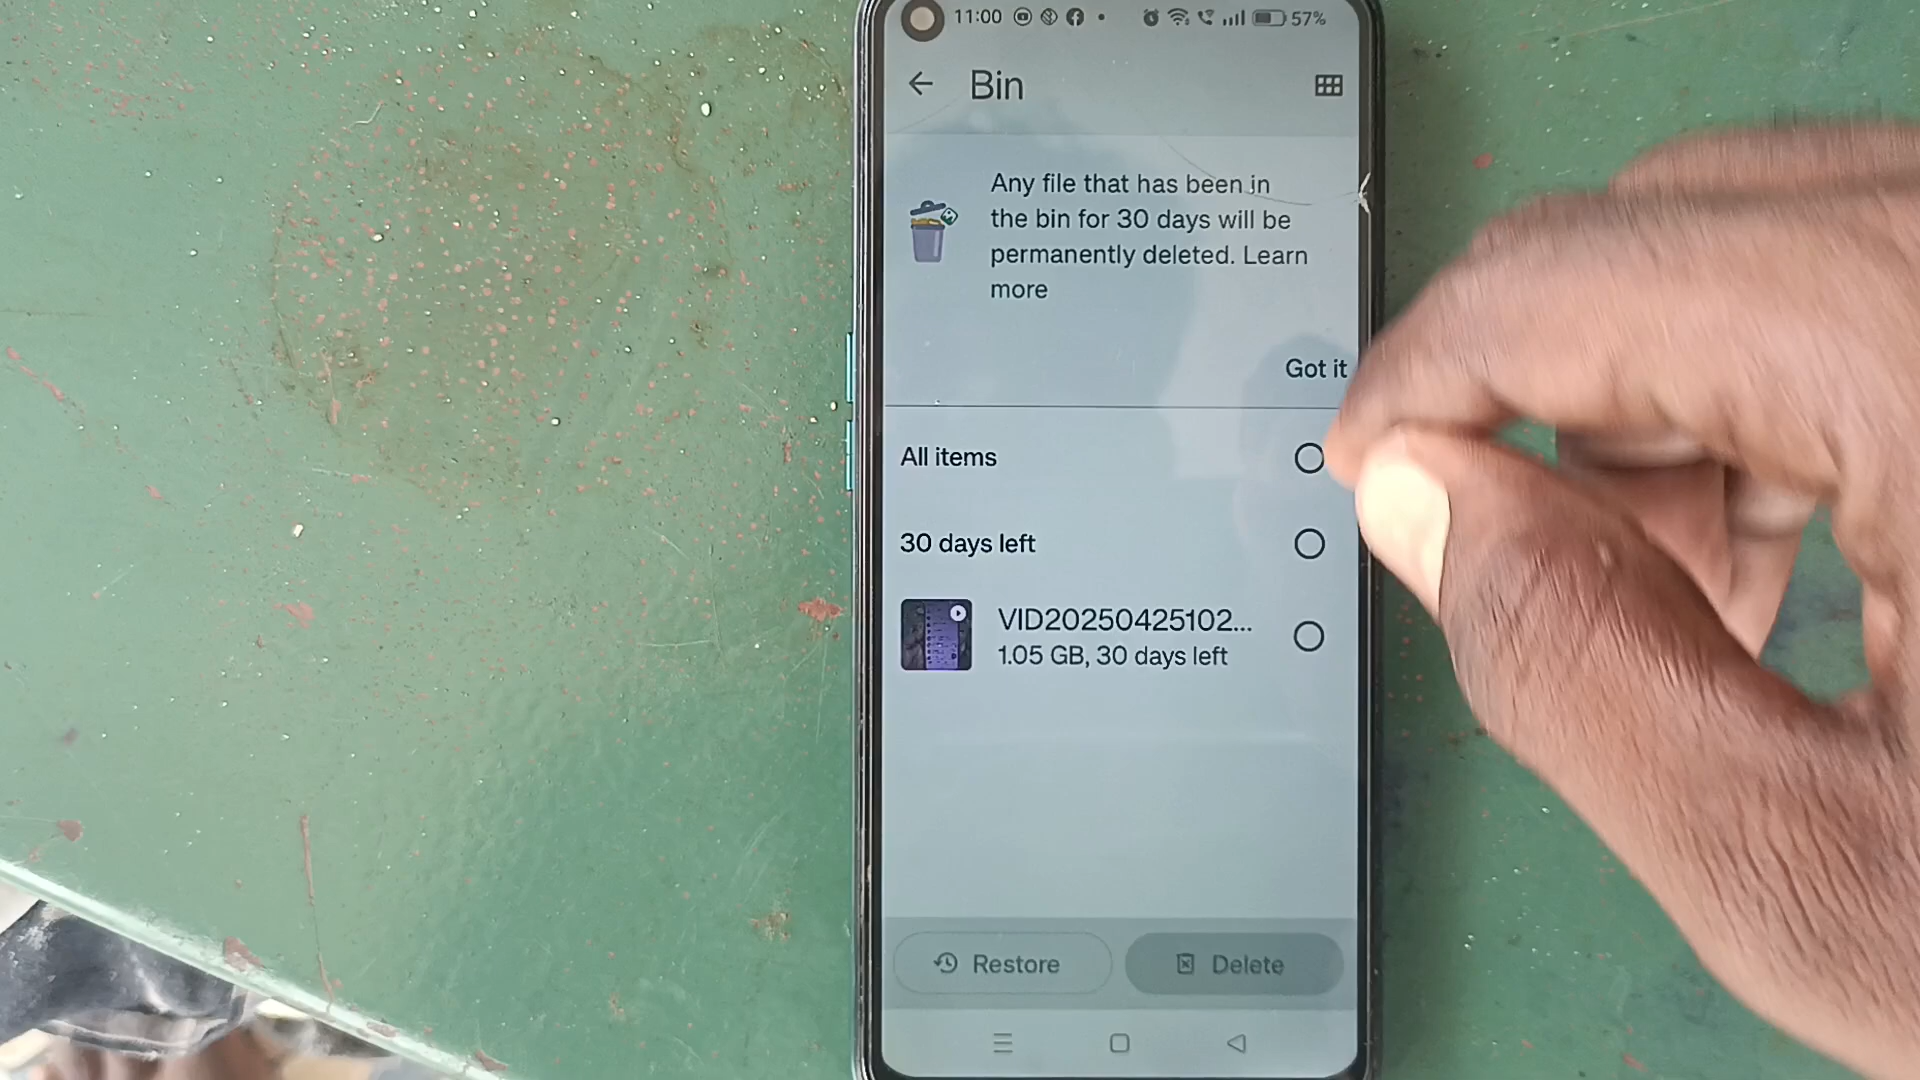 11:00
57%
Bin
Any file that has been in
the bin for 30 days will be
permanently deleted. Learn
more
Got it
All items
30 days left
VID20250425102...
1.05 GB, 30 days left
Restore
Delete